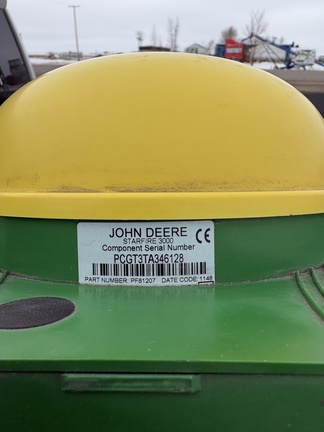 JOHN DEERE
STARFIRE 3000 CE
Component Serial Number
PCGT3TA346128
PART NUMBER: PF81207 DATE CODE: 1148